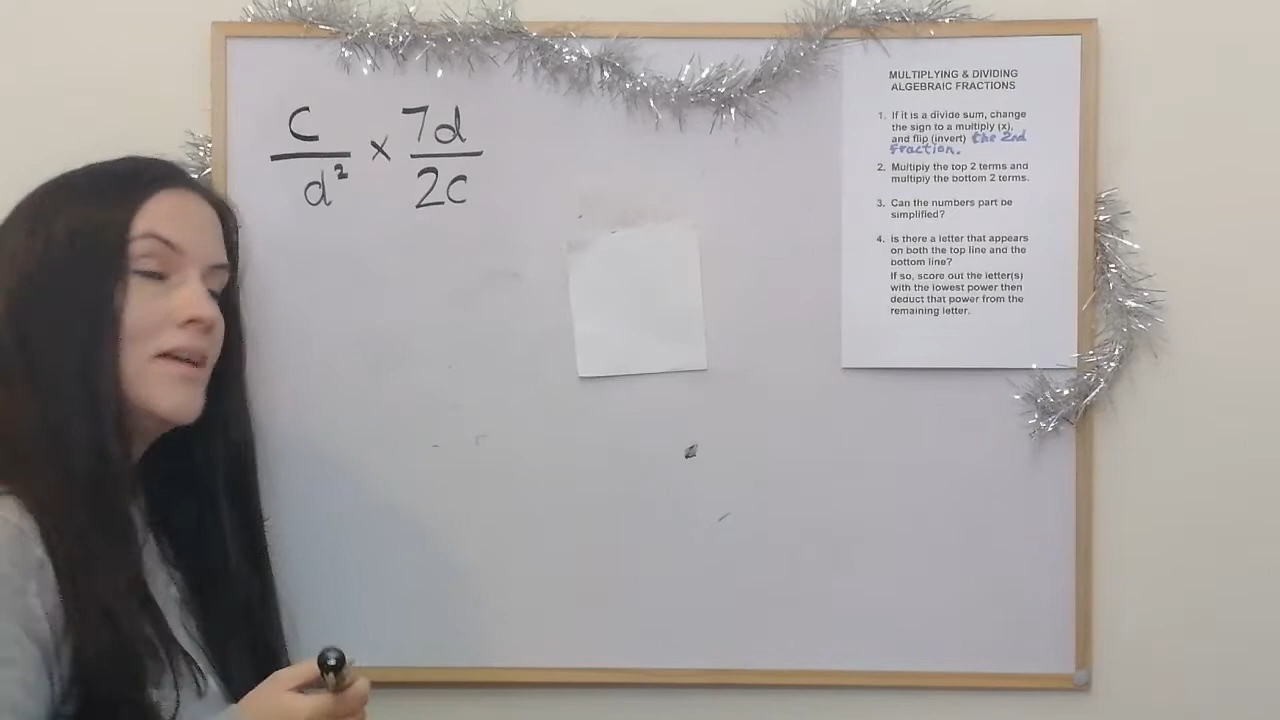 c/d² × 7d/2c
MULTIPLYING & DIVIDING
ALGEBRAIC FRACTIONS
1. If it is a divide sum, change
the sign to a multiply (x),
and flip (invert) the 2nd
fraction.
2. Multiply the top 2 terms and
multiply the bottom 2 terms.
3. Can the numbers part be
simplified?
4. Is there a letter that appears
on both the top line and the
bottom line?
If so, score out the letter(s)
with the lowest power then
deduct that power from the
remaining letter.